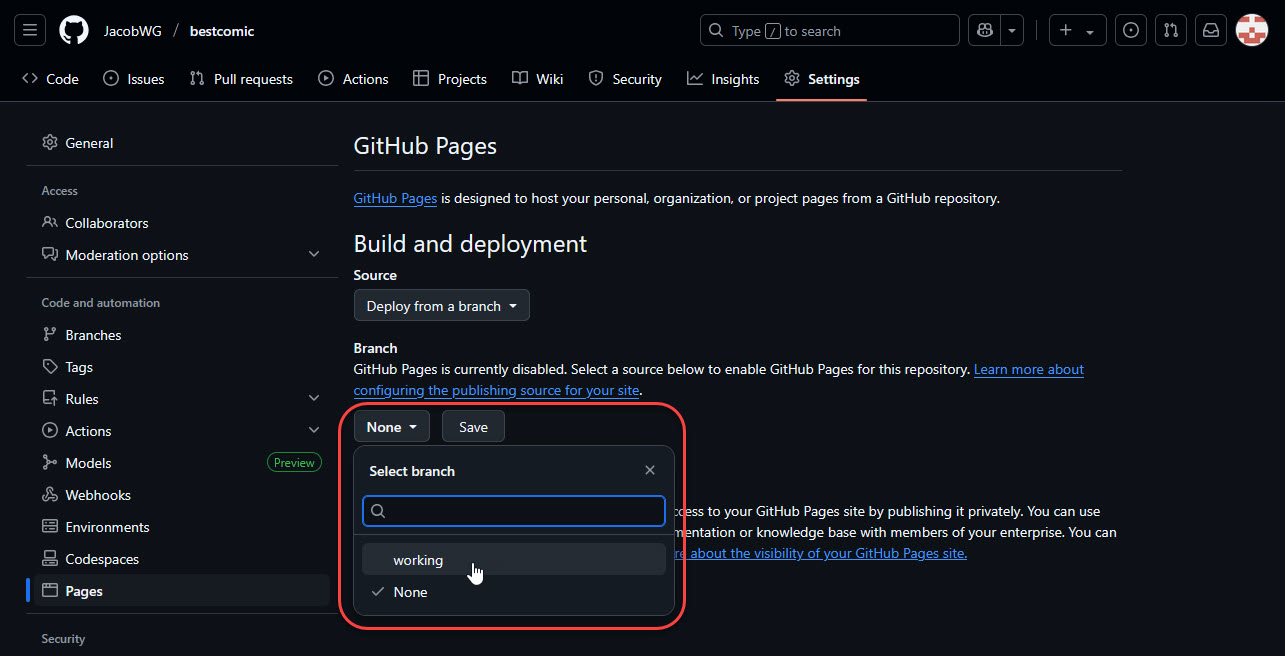 JacobWG / bestcomic
Type / to search
Code
Issues
Pull requests
Actions
Projects
Wiki
Security
Insights
Settings
General
Access
Collaborators
Moderation options
Code and automation
Branches
Tags
Rules
Actions
Models Preview
Webhooks
Environments
Codespaces
Pages
Security
GitHub Pages
GitHub Pages is designed to host your personal, organization, or project pages from a GitHub repository.
Build and deployment
Source
Deploy from a branch
Branch
GitHub Pages is currently disabled. Select a source below to enable GitHub Pages for this repository. Learn more about
configuring the publishing source for your site.
None Save
Select branch
working
None
to your GitHub Pages site by publishing it privately. You can use
or knowledge base with members of your enterprise. You can
about the visibility of your GitHub Pages site.